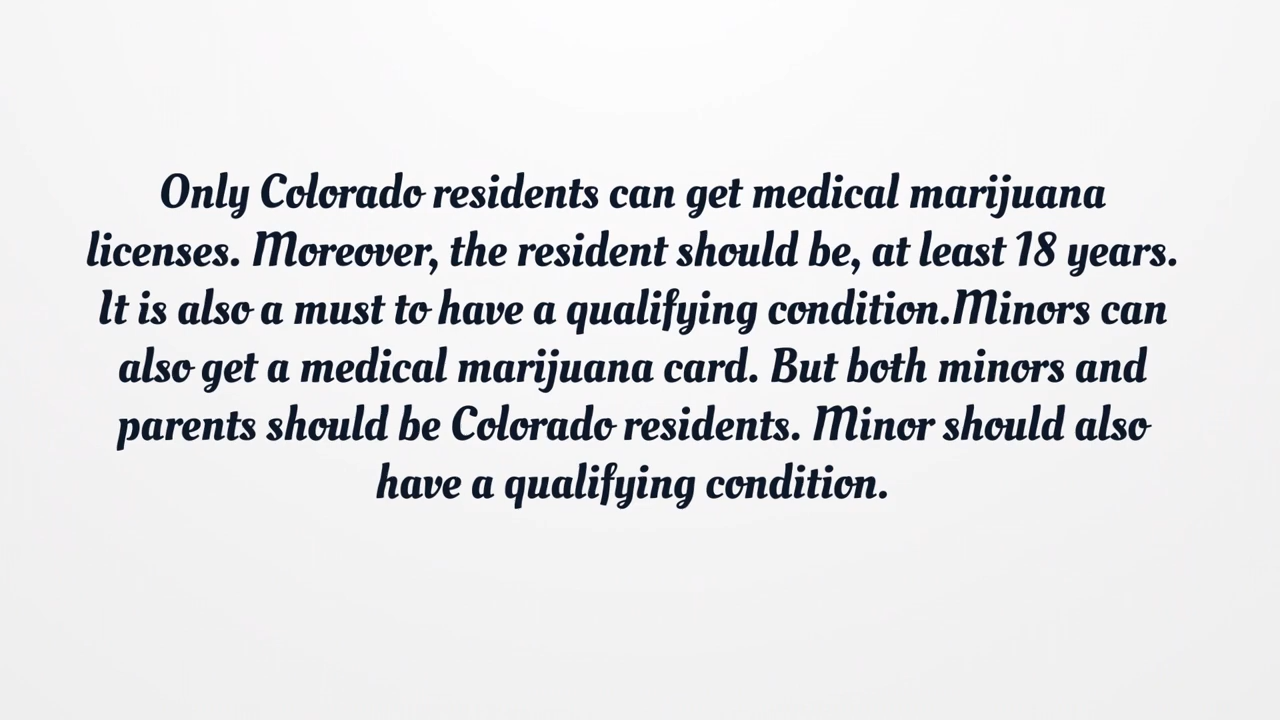 Only Colorado residents can get medical marijuana
licenses. Moreover, the resident should be, at least 18 years.
It is also a must to have a qualifying condition.Minors can
also get a medical marijuana card. But both minors and
parents should be Colorado residents. Minor should also
have a qualifying condition.